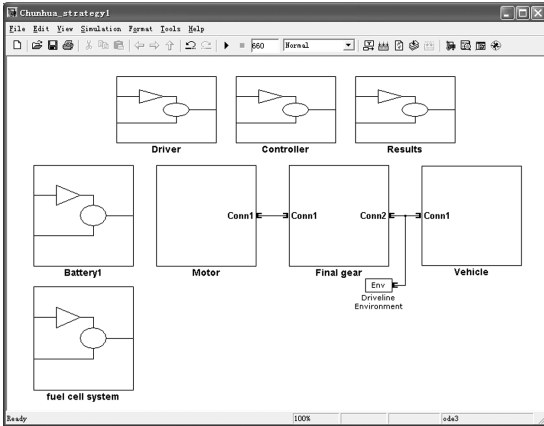 Chunhua_strategy1
File Edit View Simulation Format Tools Help
660 Normal
Driver Controller Results
Conn1 Conn1 Conn2 Conn1
Battery1 Motor Final gear Vehicle
Env
Driveline
Environment
fuel cell system
Ready 100% ode3